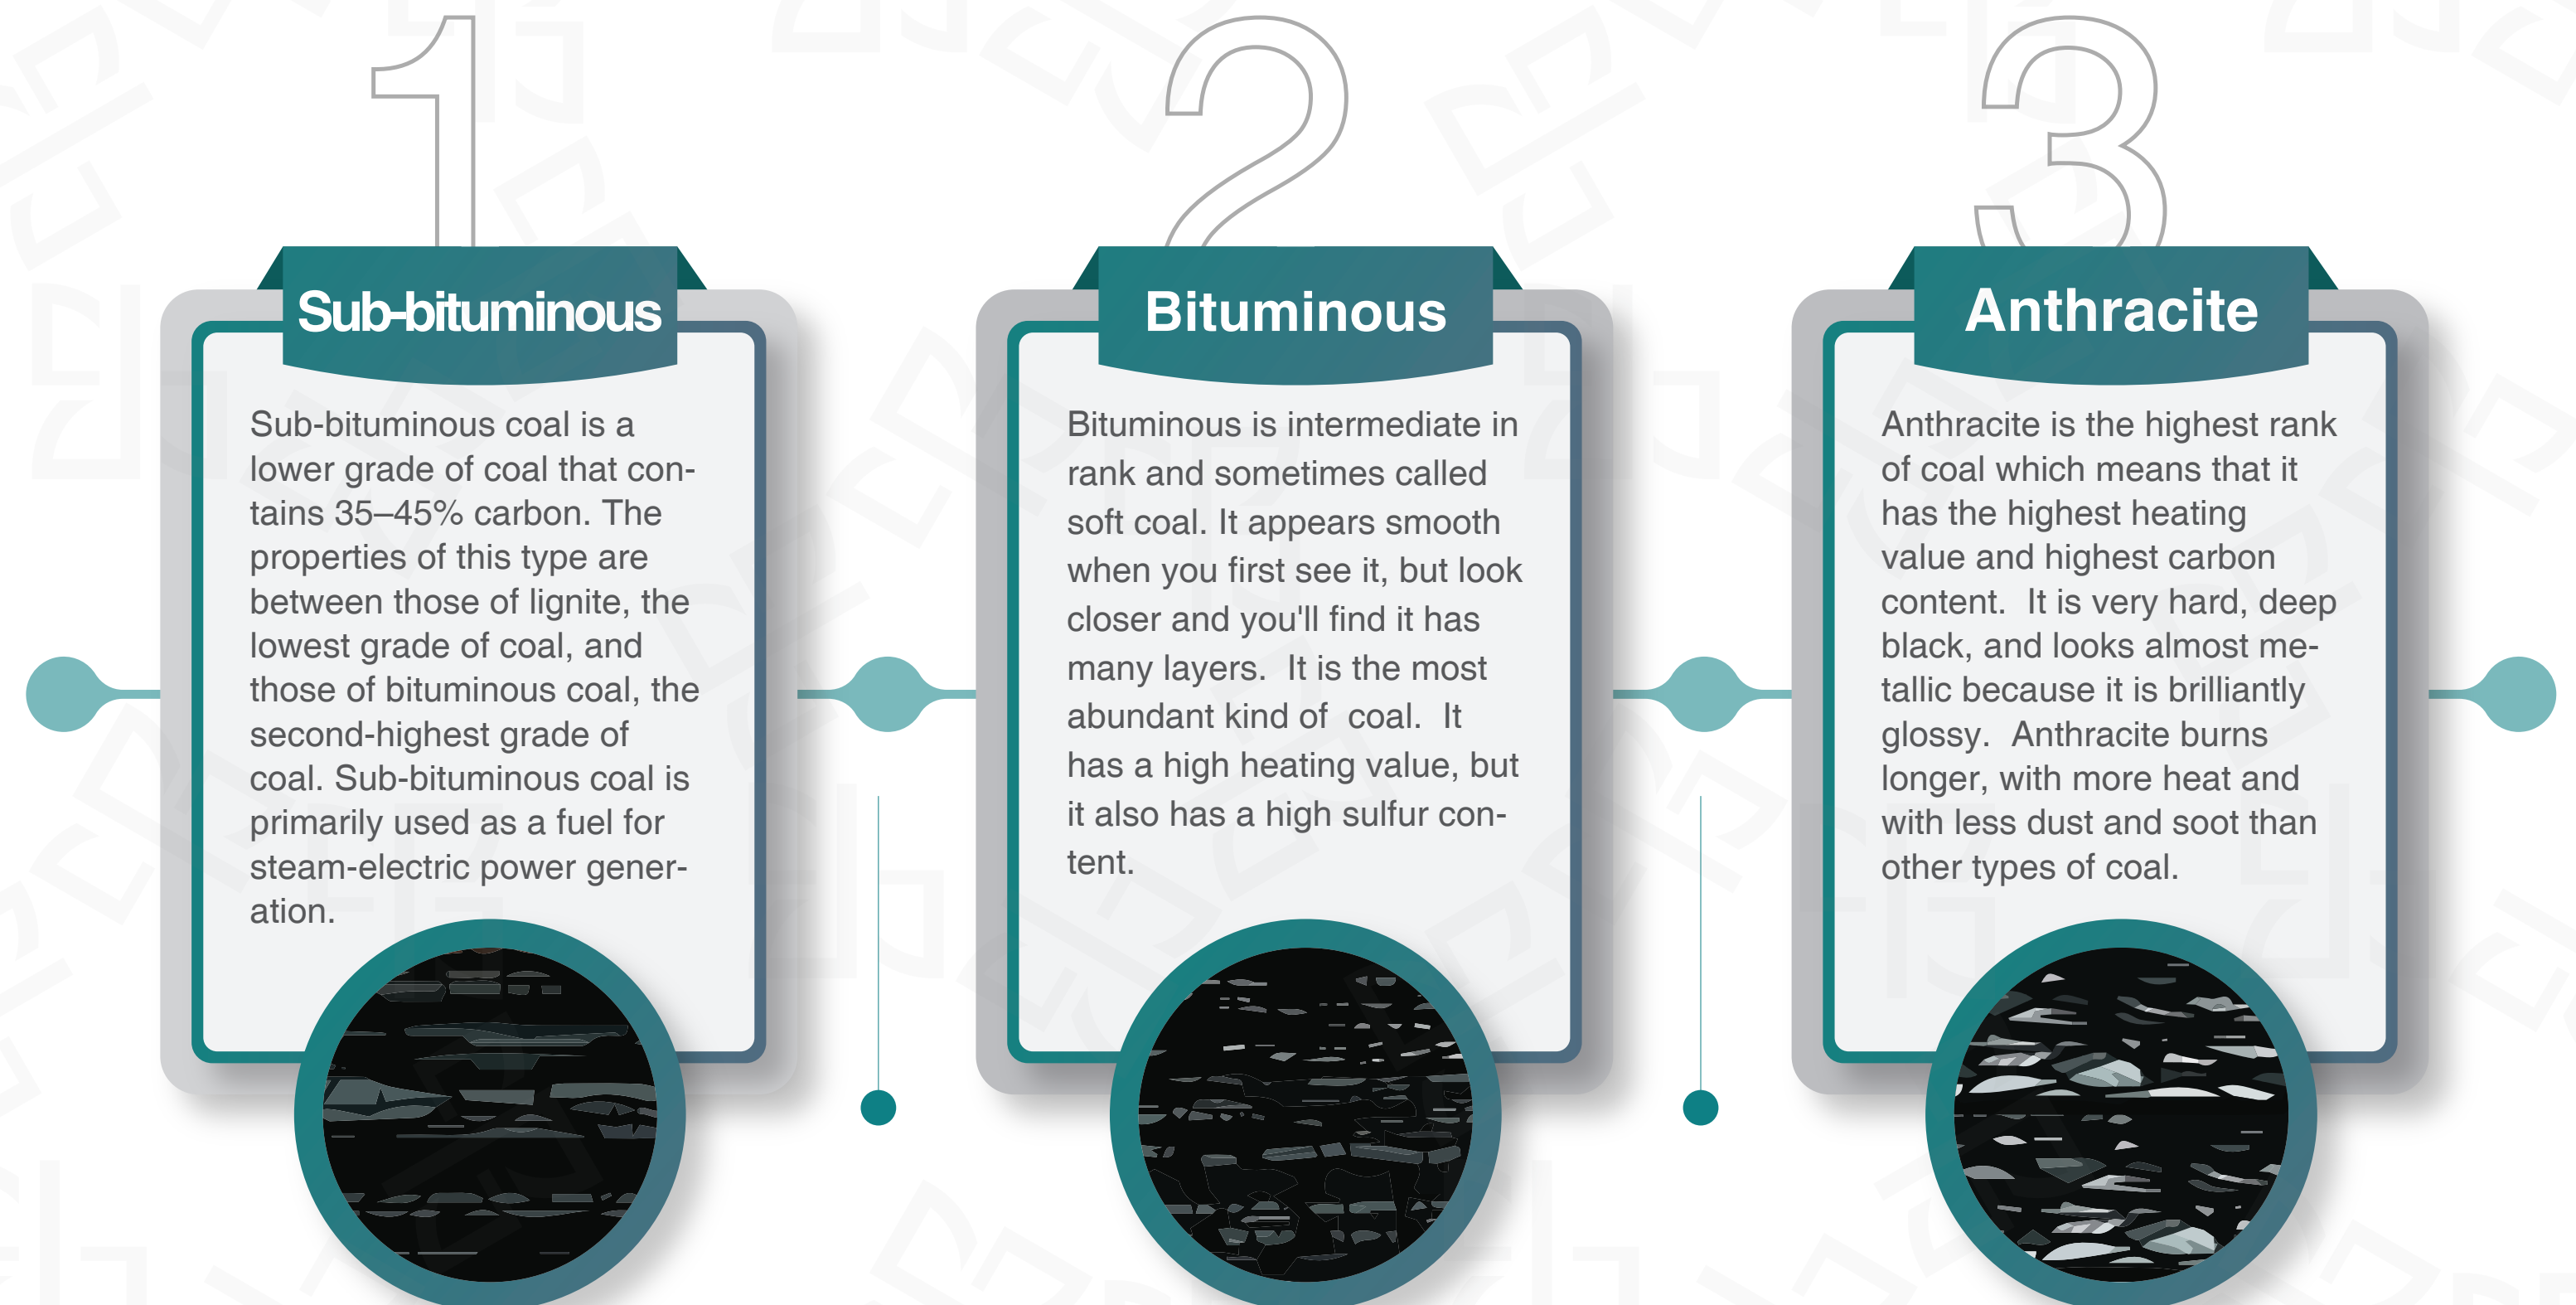 1
Sub-bituminous
Sub-bituminous coal is a
lower grade of coal that con-
tains 35–45% carbon. The
properties of this type are
between those of lignite, the
lowest grade of coal, and
those of bituminous coal, the
second-highest grade of
coal. Sub-bituminous coal is
primarily used as a fuel for
steam-electric power gener-
ation.
2
Bituminous
Bituminous is intermediate in
rank and sometimes called
soft coal. It appears smooth
when you first see it, but look
closer and you'll find it has
many layers.  It is the most
abundant kind of  coal.  It
has a high heating value, but
it also has a high sulfur con-
tent.
3
Anthracite
Anthracite is the highest rank
of coal which means that it
has the highest heating
value and highest carbon
content.  It is very hard, deep
black, and looks almost me-
tallic because it is brilliantly
glossy.  Anthracite burns
longer, with more heat and
with less dust and soot than
other types of coal.